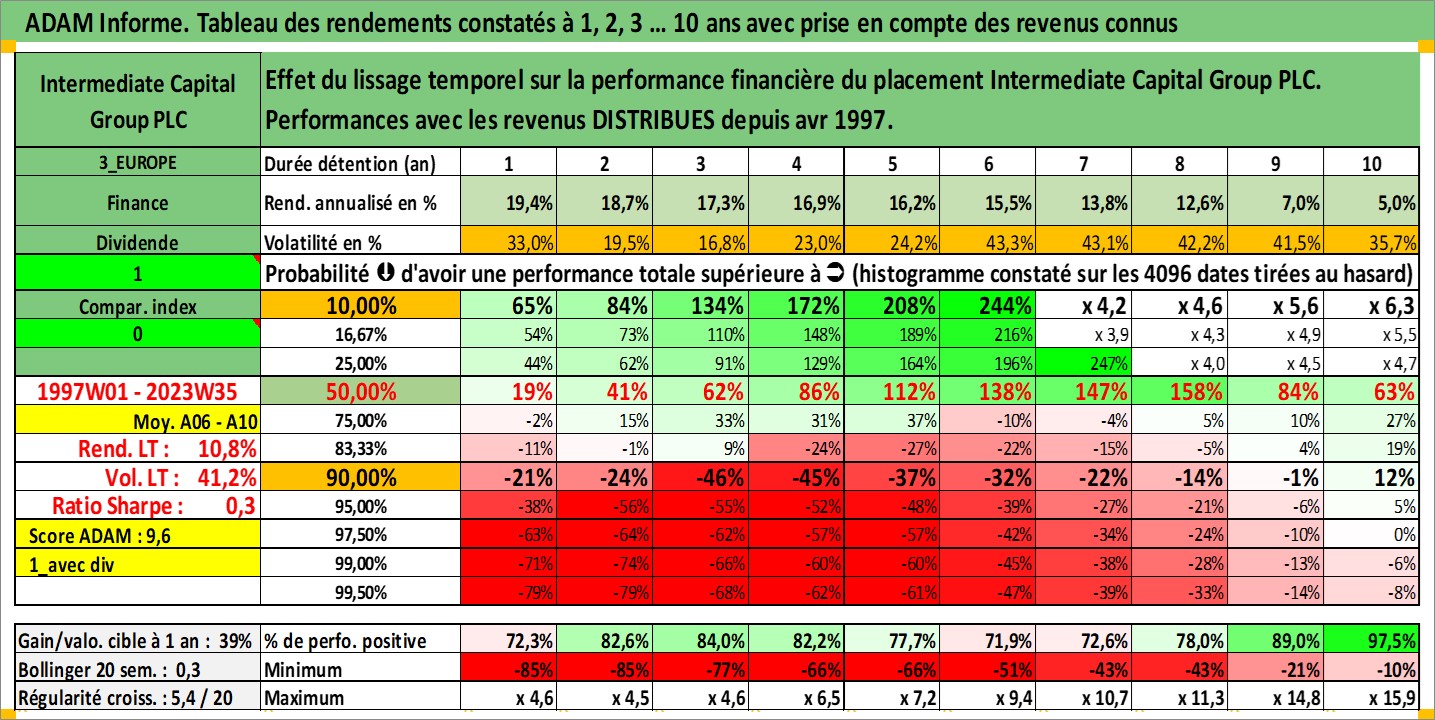 ADAM Informe. Tableau des rendements constatés à 1, 2, 3 ... 10 ans avec prise en compte des revenus connus
Intermediate Capital Group PLC
Effet du lissage temporel sur la performance financière du placement Intermediate Capital Group PLC.
Performances avec les revenus DISTRIBUES depuis avr 1997.
3_EUROPE Durée détention (an) 1 2 3 4 5 6 7 8 9 10
Finance Rend. annualisé en % 19,4% 18,7% 17,3% 16,9% 16,2% 15,5% 13,8% 12,6% 7,0% 5,0%
Dividende Volatilité en % 33,0% 19,5% 16,8% 23,0% 24,2% 43,3% 43,1% 42,2% 41,5% 35,7%
1 Probabilité ⬇ d'avoir une performance totale supérieure à ➲ (histogramme constaté sur les 4096 dates tirées au hasard)
Compar. index 10,00% 65% 84% 134% 172% 208% 244% x 4,2 x 4,6 x 5,6 x 6,3
0 16,67% 54% 73% 110% 148% 189% 216% x 3,9 x 4,3 x 4,9 x 5,5
25,00% 44% 62% 91% 129% 164% 196% 247% x 4,0 x 4,5 x 4,7
1997W01 - 2023W35 50,00% 19% 41% 62% 86% 112% 138% 147% 158% 84% 63%
Moy. A06 - A10 75,00% -2% 15% 33% 31% 37% -10% -4% 5% 10% 27%
Rend. LT : 10,8% 83,33% -11% -1% 9% -24% -27% -22% -15% -5% 4% 19%
Vol. LT : 41,2% 90,00% -21% -24% -46% -45% -37% -32% -22% -14% -1% 12%
Ratio Sharpe : 0,3 95,00% -38% -56% -55% -52% -48% -39% -27% -21% -6% 5%
Score ADAM : 9,6 97,50% -63% -64% -62% -57% -57% -42% -34% -24% -10% 0%
1_avec div 99,00% -71% -74% -66% -60% -60% -45% -38% -28% -13% -6%
99,50% -79% -79% -68% -62% -61% -47% -39% -33% -14% -8%
Gain/valo. cible à 1 an : 39% % de perfo. positive 72,3% 82,6% 84,0% 82,2% 77,7% 71,9% 72,6% 78,0% 89,0% 97,5%
Bollinger 20 sem. : 0,3 Minimum -85% -85% -77% -66% -66% -51% -43% -43% -21% -10%
Régularité croiss. : 5,4 / 20 Maximum x 4,6 x 4,5 x 4,6 x 6,5 x 7,2 x 9,4 x 10,7 x 11,3 x 14,8 x 15,9